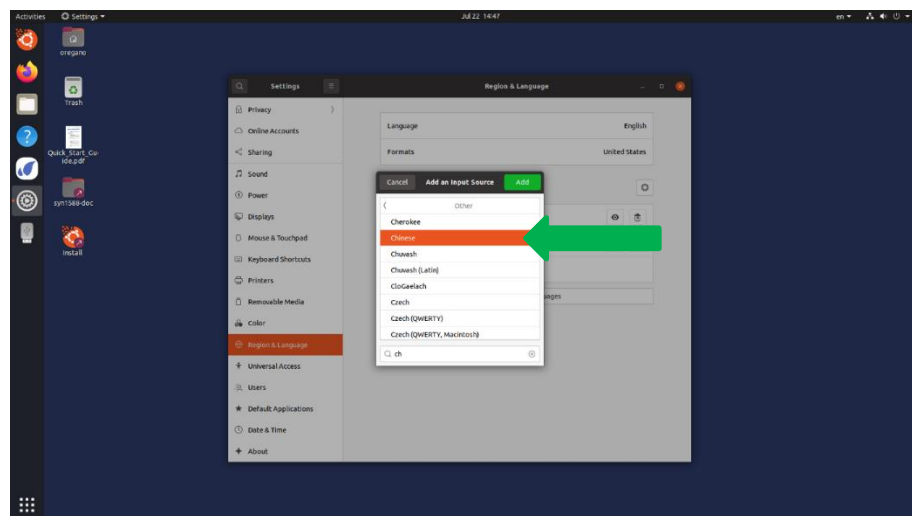 Activities Settings Jul 22 14:47 en
oregano
Trash
Quick_Start_Gu
ide.pdf
syn1588-doc
Install
Settings Region & Language
Privacy
Online Accounts
Sharing
Sound
Power
Displays
Mouse & Touchpad
Keyboard Shortcuts
Printers
Removable Media
Color
Region & Language
Universal Access
Users
Default Applications
Date & Time
About
Language English
Formats United States
Cancel Add an Input Source Add
Other
Cherokee
Chinese
Chuvash
Chuvash (Latin)
CloGaelach
Czech
Czech (QWERTY)
Czech (QWERTY, Macintosh)
ch